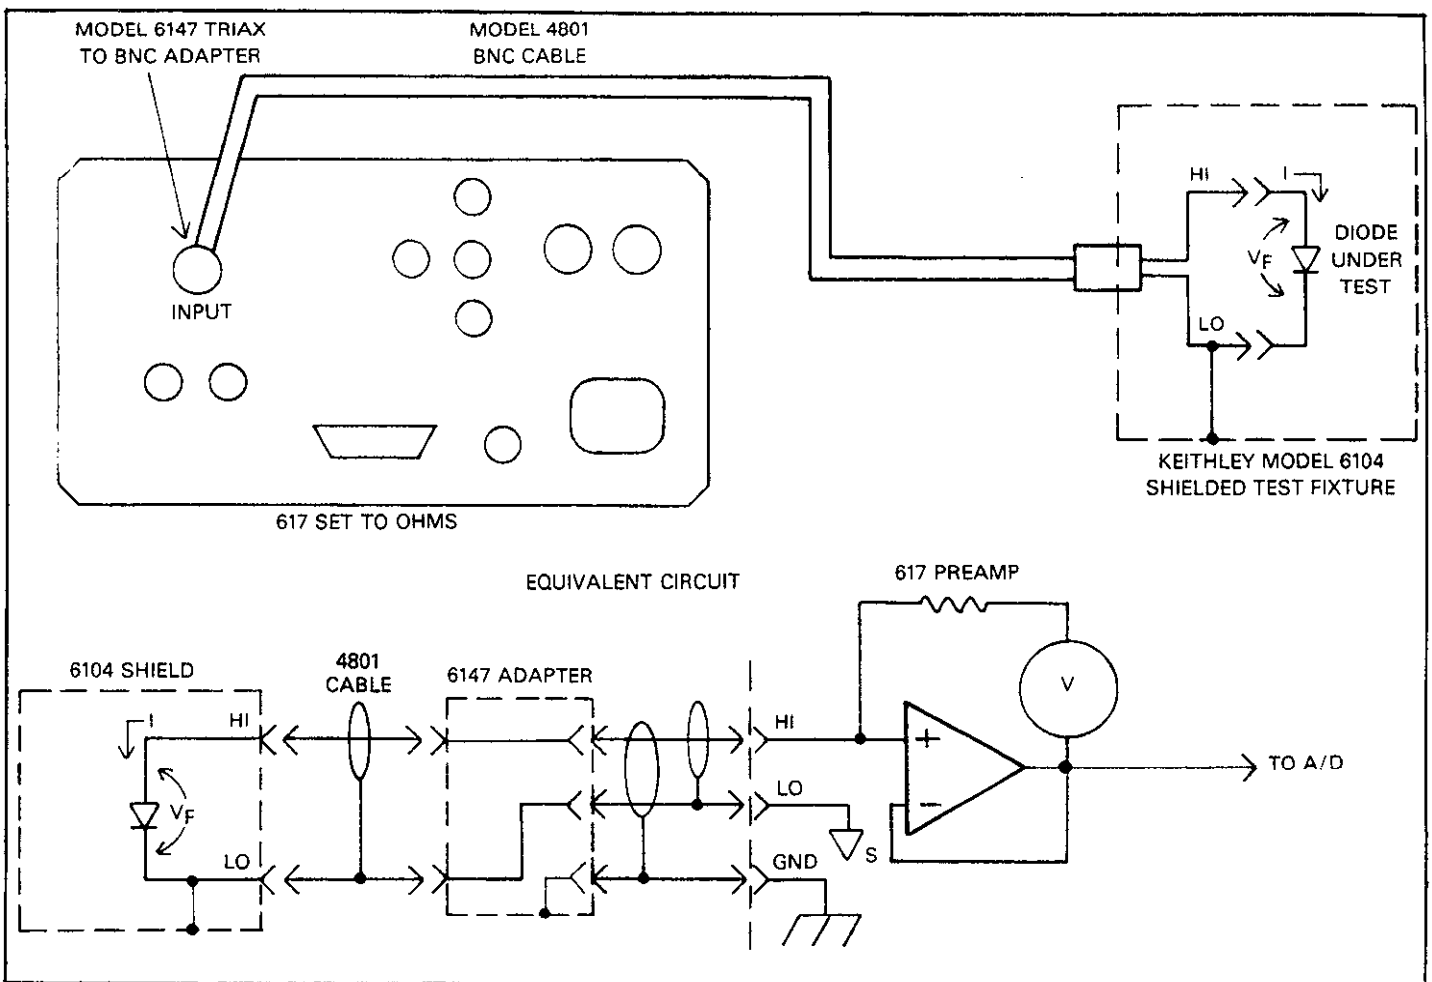 MODEL 6147 TRIAX
TO BNC ADAPTER
MODEL 4801
BNC CABLE
HI
I
VF
DIODE
UNDER
TEST
LO
INPUT
KEITHLEY MODEL 6104
SHIELDED TEST FIXTURE
617 SET TO OHMS
EQUIVALENT CIRCUIT
617 PREAMP
6104 SHIELD
4801
CABLE
6147 ADAPTER
V
I
HI
HI
+
TO A/D
VF
LO
−
S
LO
GND